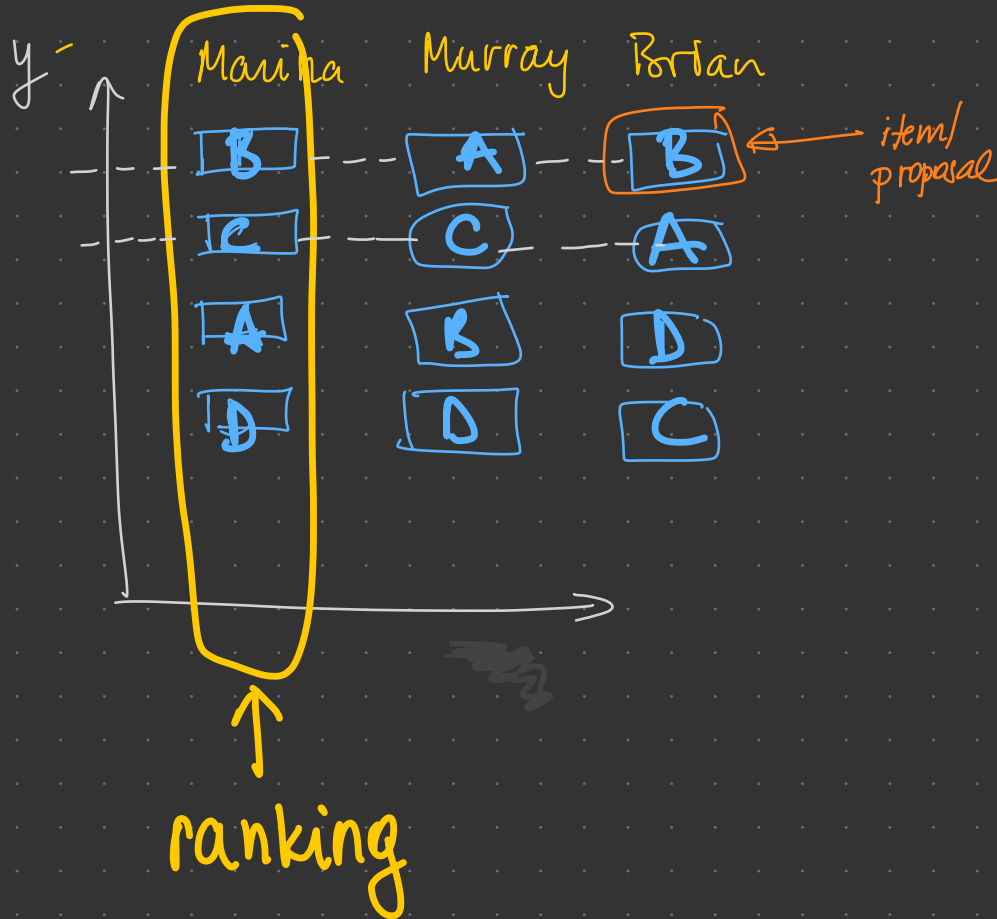 y
Marina Murray Brian
B A B item/
proposal
C C A
A B D
D D C
ranking